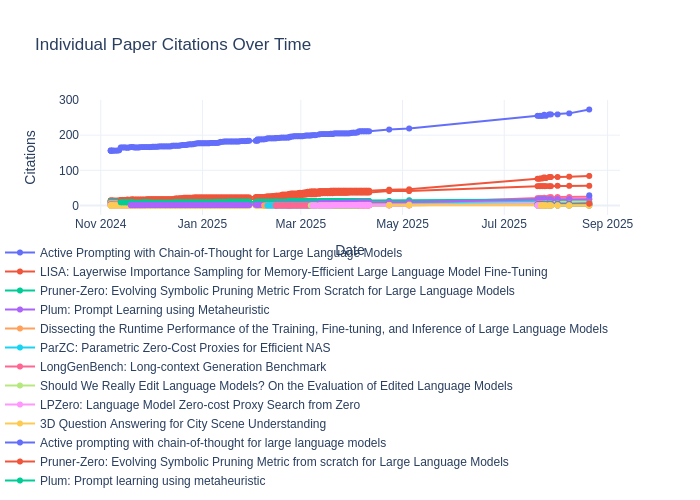 Individual Paper Citations Over Time
300
200
100
0
Citations
Nov 2024 Jan 2025 Mar 2025 May 2025 Jul 2025 Sep 2025
Date
Active Prompting with Chain-of-Thought for Large Language Models
LISA: Layerwise Importance Sampling for Memory-Efficient Large Language Model Fine-Tuning
Pruner-Zero: Evolving Symbolic Pruning Metric From Scratch for Large Language Models
Plum: Prompt Learning using Metaheuristic
Dissecting the Runtime Performance of the Training, Fine-tuning, and Inference of Large Language Models
ParZC: Parametric Zero-Cost Proxies for Efficient NAS
LongGenBench: Long-context Generation Benchmark
Should We Really Edit Language Models? On the Evaluation of Edited Language Models
LPZero: Language Model Zero-cost Proxy Search from Zero
3D Question Answering for City Scene Understanding
Active prompting with chain-of-thought for large language models
Pruner-Zero: Evolving Symbolic Pruning Metric from scratch for Large Language Models
Plum: Prompt learning using metaheuristic